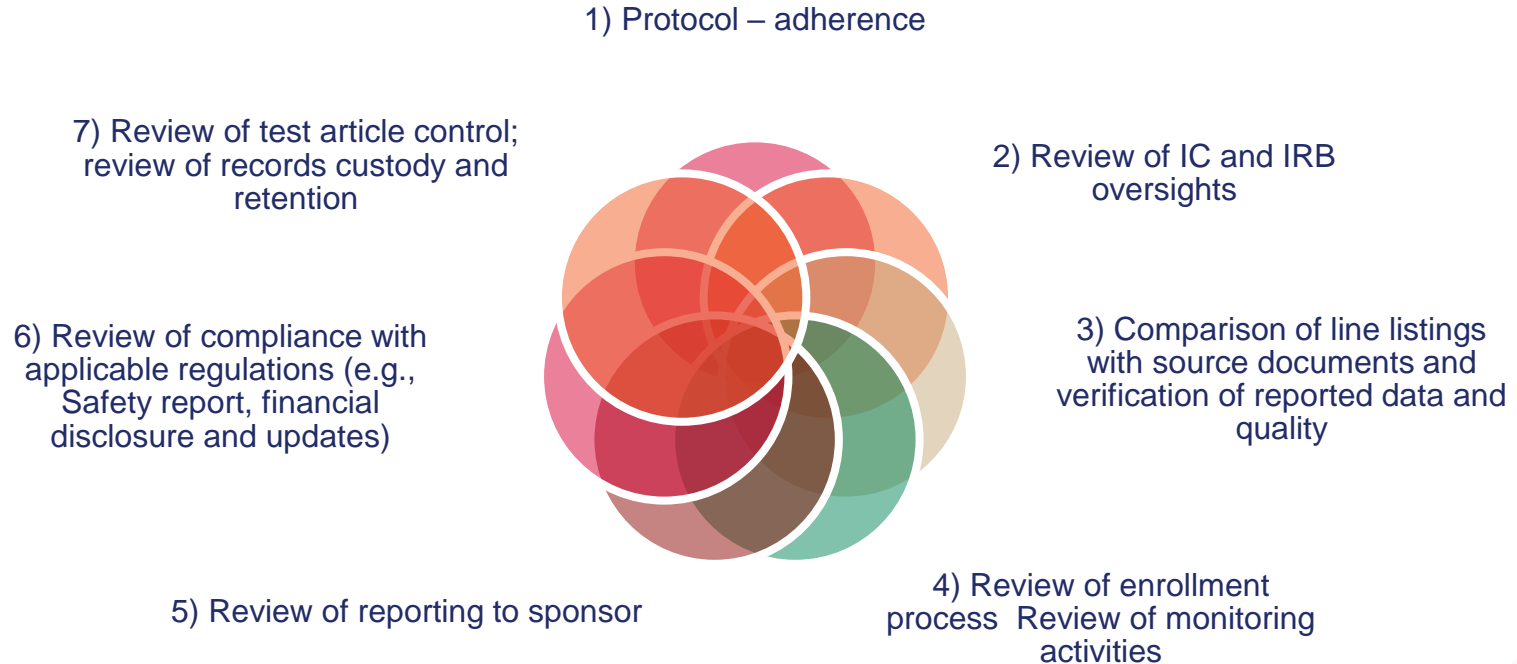 1) Protocol – adherence
2) Review of IC and IRB
oversights
3) Comparison of line listings
with source documents and
verification of reported data and
quality
4) Review of enrollment
process  Review of monitoring
activities
5) Review of reporting to sponsor
6) Review of compliance with
applicable regulations (e.g.,
Safety report, financial
disclosure and updates)
7) Review of test article control;
review of records custody and
retention